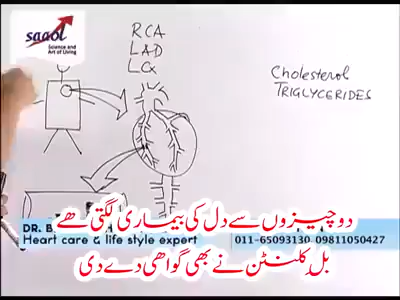 saaol
Science and
Art of Living
RCA
LAD
LCX
Cholesterol
TRIGLYCERIDES
دو چیزوں سے دل کی بیماری لگتی ھے
DR. B
Heart care & life style expert
011-65093130, 09811050427
بل کلنٹن نے بھی گواھی دے دی